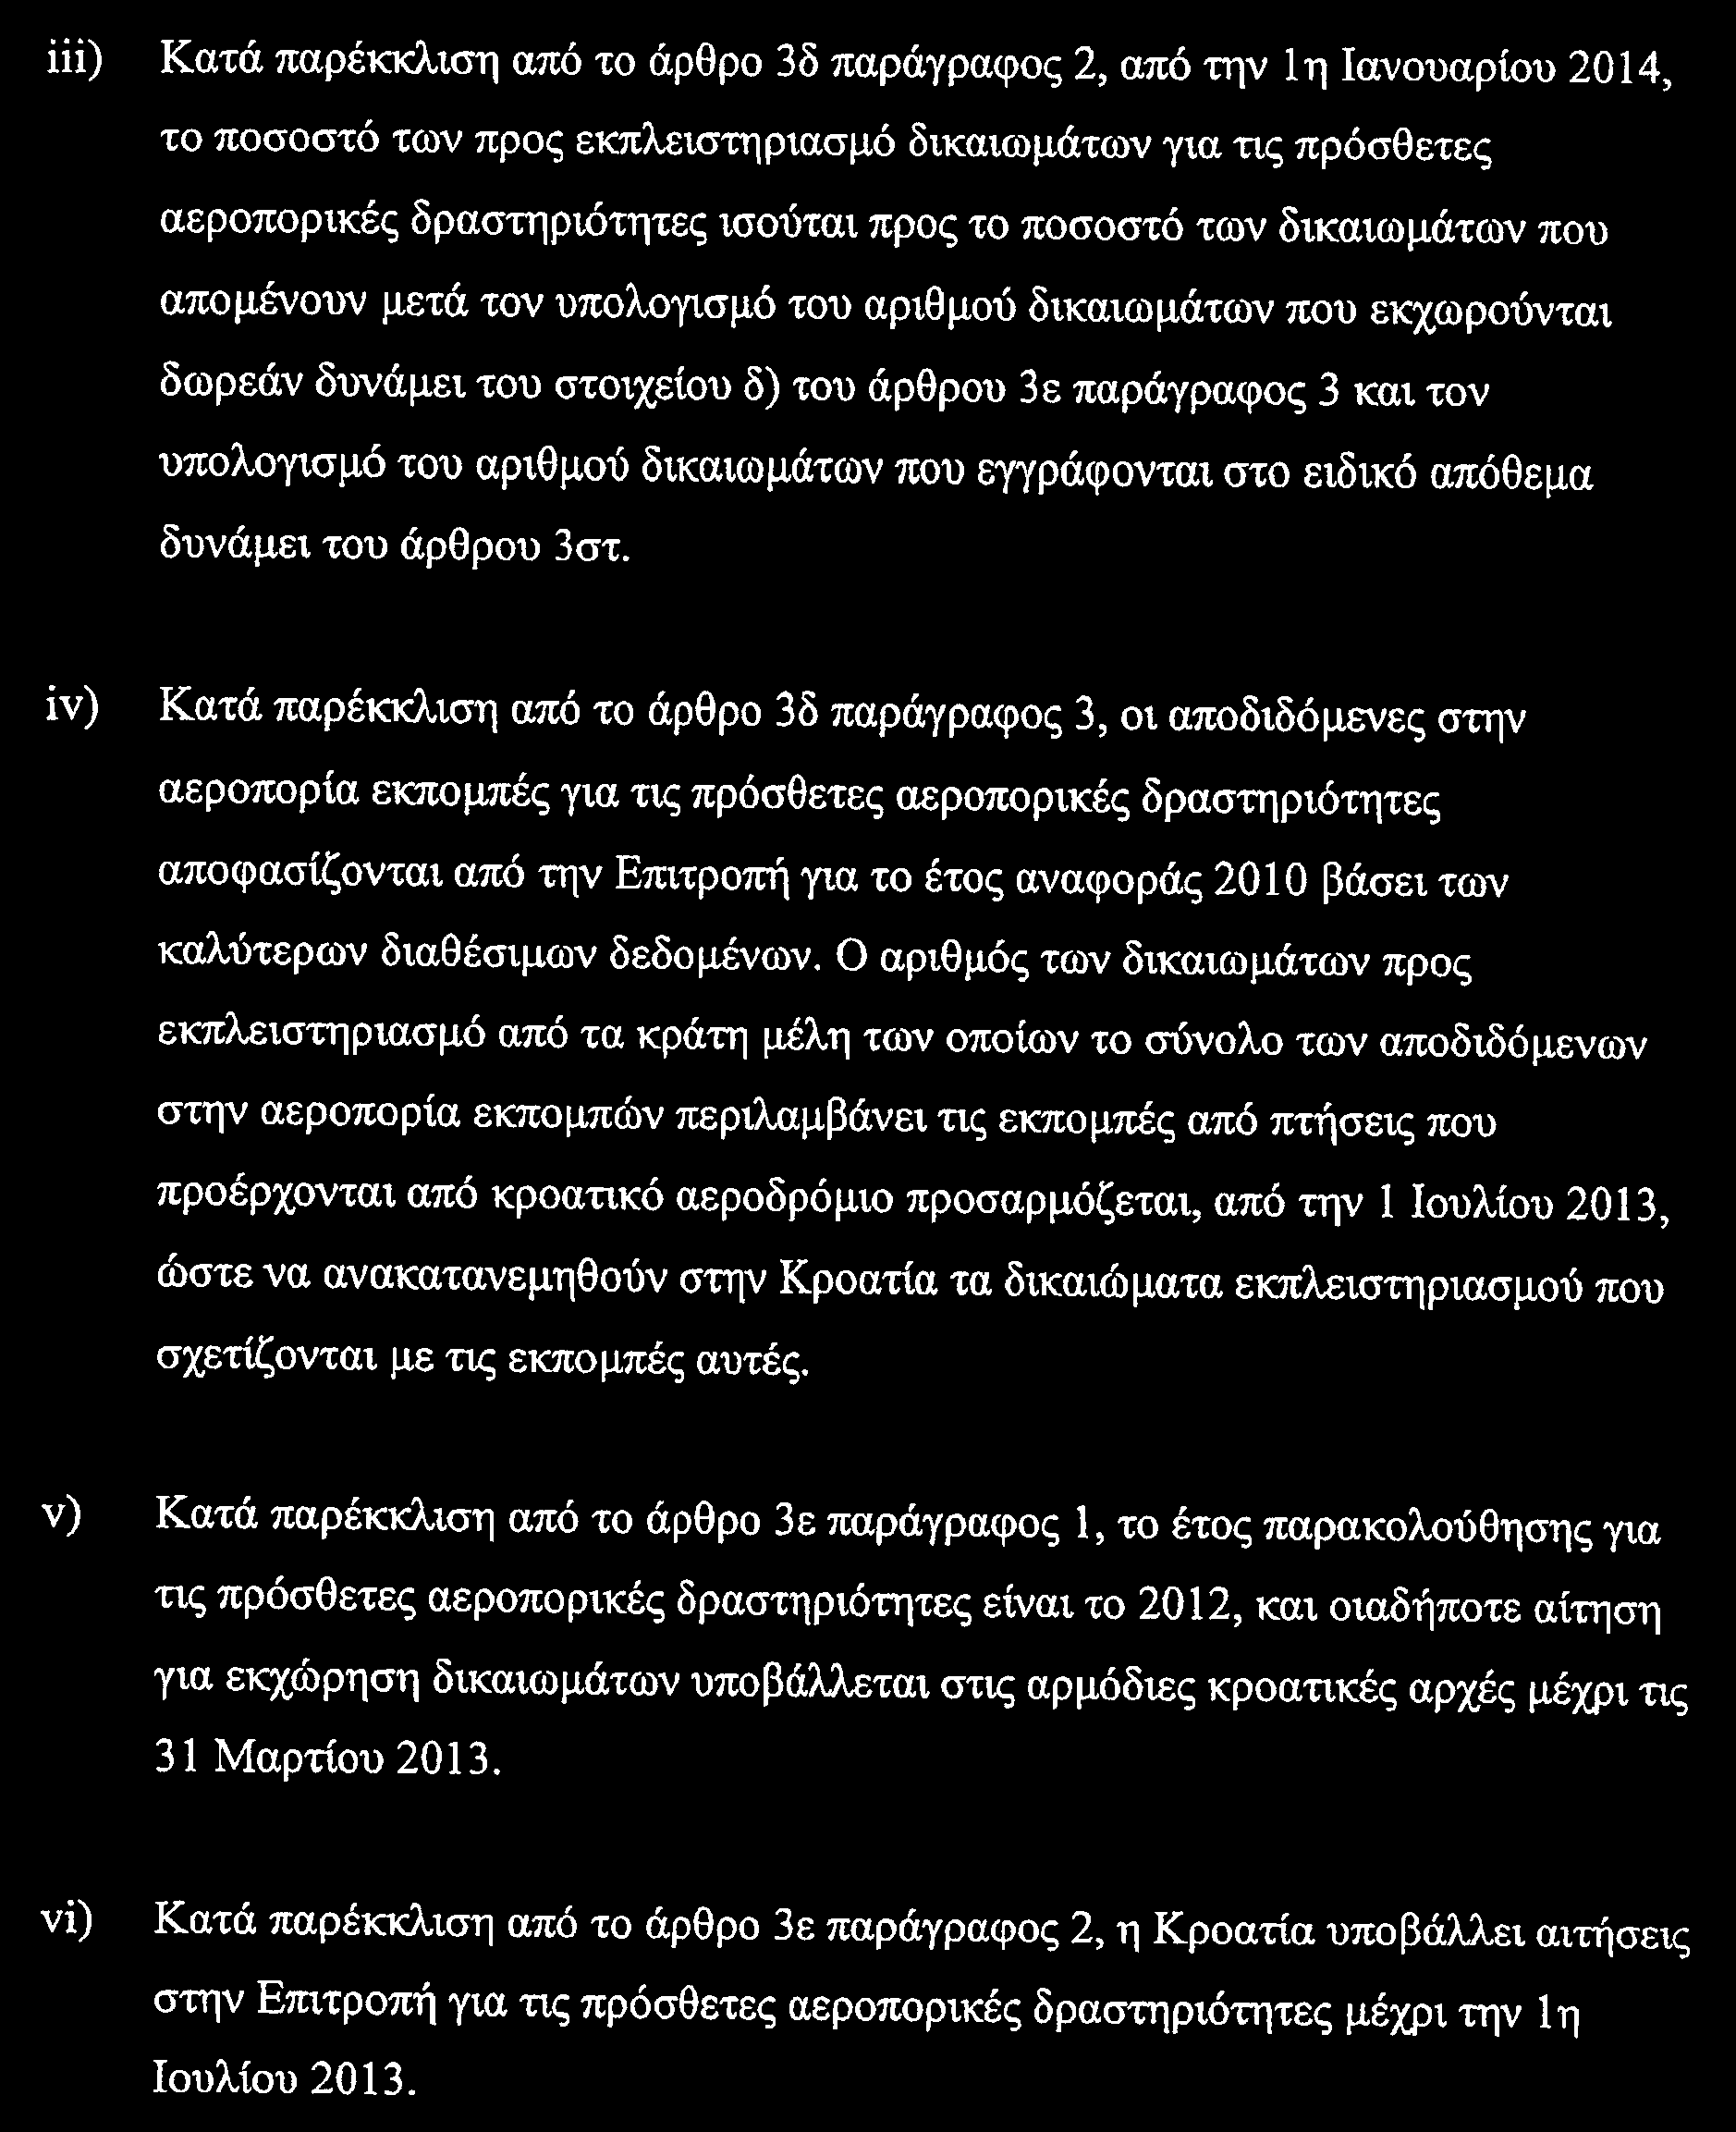 iii) Κατά παρέκκλιση από το άρθρο 3δ παράγραφος 2, από την 1η Ιανουαρίου 2014,
το ποσοστό των προς εκπλειστηριασμό δικαιωμάτων για τις πρόσθετες
αεροπορικές δραστηριότητες ισούται προς το ποσοστό των δικαιωμάτων που
απομένουν μετά τον υπολογισμό του αριθμού δικαιωμάτων που εκχωρούνται
δωρεάν δυνάμει του στοιχείου δ) του άρθρου 3ε παράγραφος 3 και τον
υπολογισμό του αριθμού δικαιωμάτων που εγγράφονται στο ειδικό απόθεμα
δυνάμει του άρθρου 3στ.
iv) Κατά παρέκκλιση από το άρθρο 3δ παράγραφος 3, οι αποδιδόμενες στην
αεροπορία εκπομπές για τις πρόσθετες αεροπορικές δραστηριότητες
αποφασίζονται από την Επιτροπή για το έτος αναφοράς 2010 βάσει των
καλύτερων διαθέσιμων δεδομένων. Ο αριθμός των δικαιωμάτων προς
εκπλειστηριασμό από τα κράτη μέλη των οποίων το σύνολο των αποδιδόμενων
στην αεροπορία εκπομπών περιλαμβάνει τις εκπομπές από πτήσεις που
προέρχονται από κροατικό αεροδρόμιο προσαρμόζεται, από την 1 Ιουλίου 2013,
ώστε να ανακατανεμηθούν στην Κροατία τα δικαιώματα εκπλειστηριασμού που
σχετίζονται με τις εκπομπές αυτές.
v) Κατά παρέκκλιση από το άρθρο 3ε παράγραφος 1, το έτος παρακολούθησης για
τις πρόσθετες αεροπορικές δραστηριότητες είναι το 2012, και οιαδήποτε αίτηση
για εκχώρηση δικαιωμάτων υποβάλλεται στις αρμόδιες κροατικές αρχές μέχρι τις
31 Μαρτίου 2013.
vi) Κατά παρέκκλιση από το άρθρο 3ε παράγραφος 2, η Κροατία υποβάλλει αιτήσεις
στην Επιτροπή για τις πρόσθετες αεροπορικές δραστηριότητες μέχρι την 1η
Ιουλίου 2013.